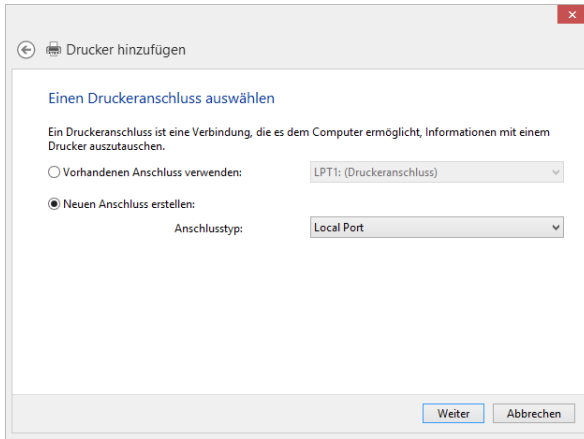 Drucker hinzufügen
Einen Druckeranschluss auswählen
Ein Druckeranschluss ist eine Verbindung, die es dem Computer ermöglicht, Informationen mit einem
Drucker auszutauschen.
Vorhandenen Anschluss verwenden: LPT1: (Druckeranschluss)
Neuen Anschluss erstellen:
Anschlusstyp: Local Port
Weiter Abbrechen